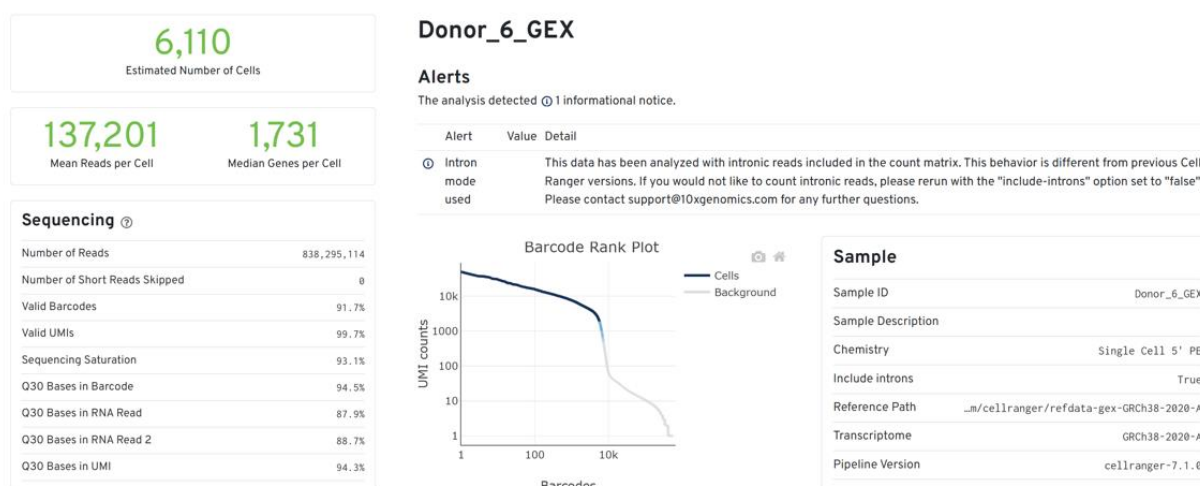 6,110
Estimated Number of Cells
137,201
Mean Reads per Cell
1,731
Median Genes per Cell
Sequencing ?
Number of Reads 838,295,114
Number of Short Reads Skipped 0
Valid Barcodes 91.7%
Valid UMIs 99.7%
Sequencing Saturation 93.1%
Q30 Bases in Barcode 94.5%
Q30 Bases in RNA Read 87.9%
Q30 Bases in RNA Read 2 88.7%
Q30 Bases in UMI 94.3%
Donor_6_GEX
Alerts
The analysis detected ⓘ 1 informational notice.
Alert Value Detail
ⓘ Intron mode used
This data has been analyzed with intronic reads included in the count matrix. This behavior is different from previous Cell
Ranger versions. If you would not like to count intronic reads, please rerun with the "include-introns" option set to "false"
Please contact support@10xgenomics.com for any further questions.
Barcode Rank Plot
Cells
Background
UMI counts
10k
1000
100
10
1
1 100 10k
Barcodes
Sample
Sample ID Donor_6_GEX
Sample Description
Chemistry Single Cell 5' PE
Include introns True
Reference Path …m/cellranger/refdata-gex-GRCh38-2020-A
Transcriptome GRCh38-2020-A
Pipeline Version cellranger-7.1.0